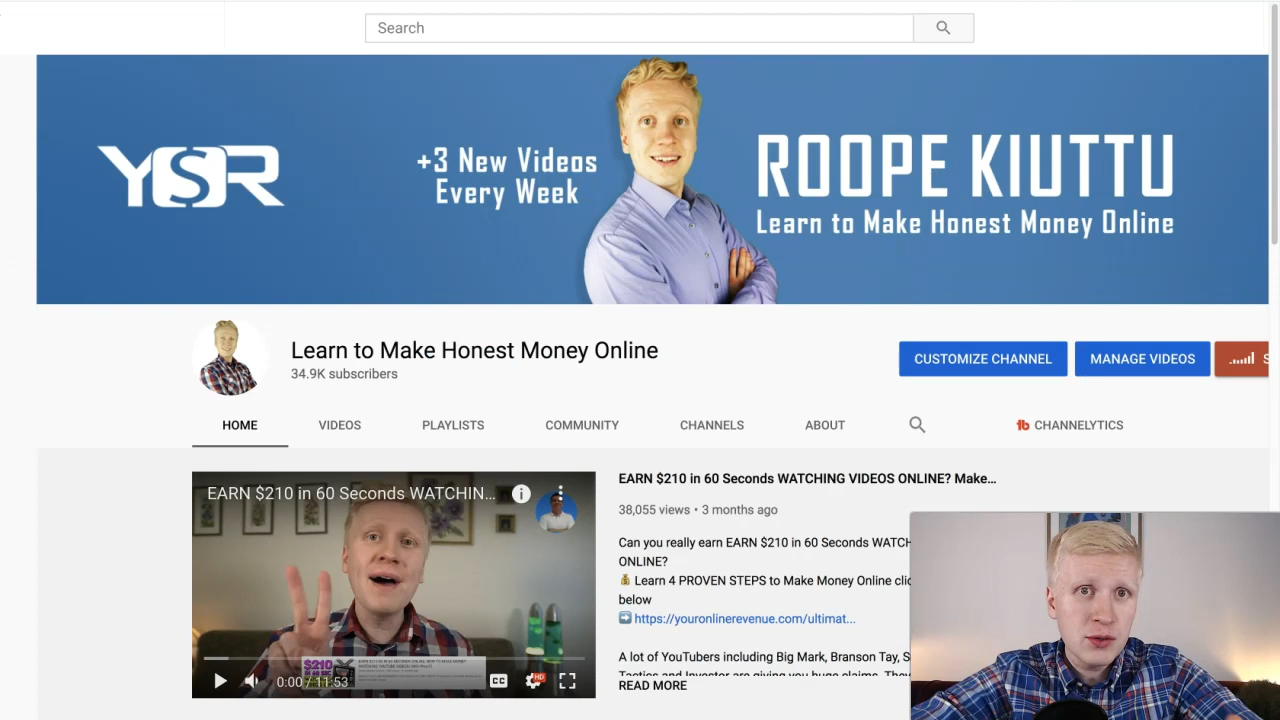 Search
YSR
+3 New Videos
Every Week
ROOPE KIUTTU
Learn to Make Honest Money Online
Learn to Make Honest Money Online
34.9K subscribers
CUSTOMIZE CHANNEL
MANAGE VIDEOS
HOME
VIDEOS
PLAYLISTS
COMMUNITY
CHANNELS
ABOUT
CHANNELYTICS
EARN $210 in 60 Seconds WATCHIN...
$210
0:00 / 11:53
CC
HD
EARN $210 in 60 Seconds WATCHING VIDEOS ONLINE? Make...
38,055 views • 3 months ago
Can you really earn EARN $210 in 60 Seconds WATCH
ONLINE?
💰 Learn 4 PROVEN STEPS to Make Money Online clic
below
➡️ https://youronlinerevenue.com/ultimat...
A lot of YouTubers including Big Mark, Branson Tay, S
READ MORE